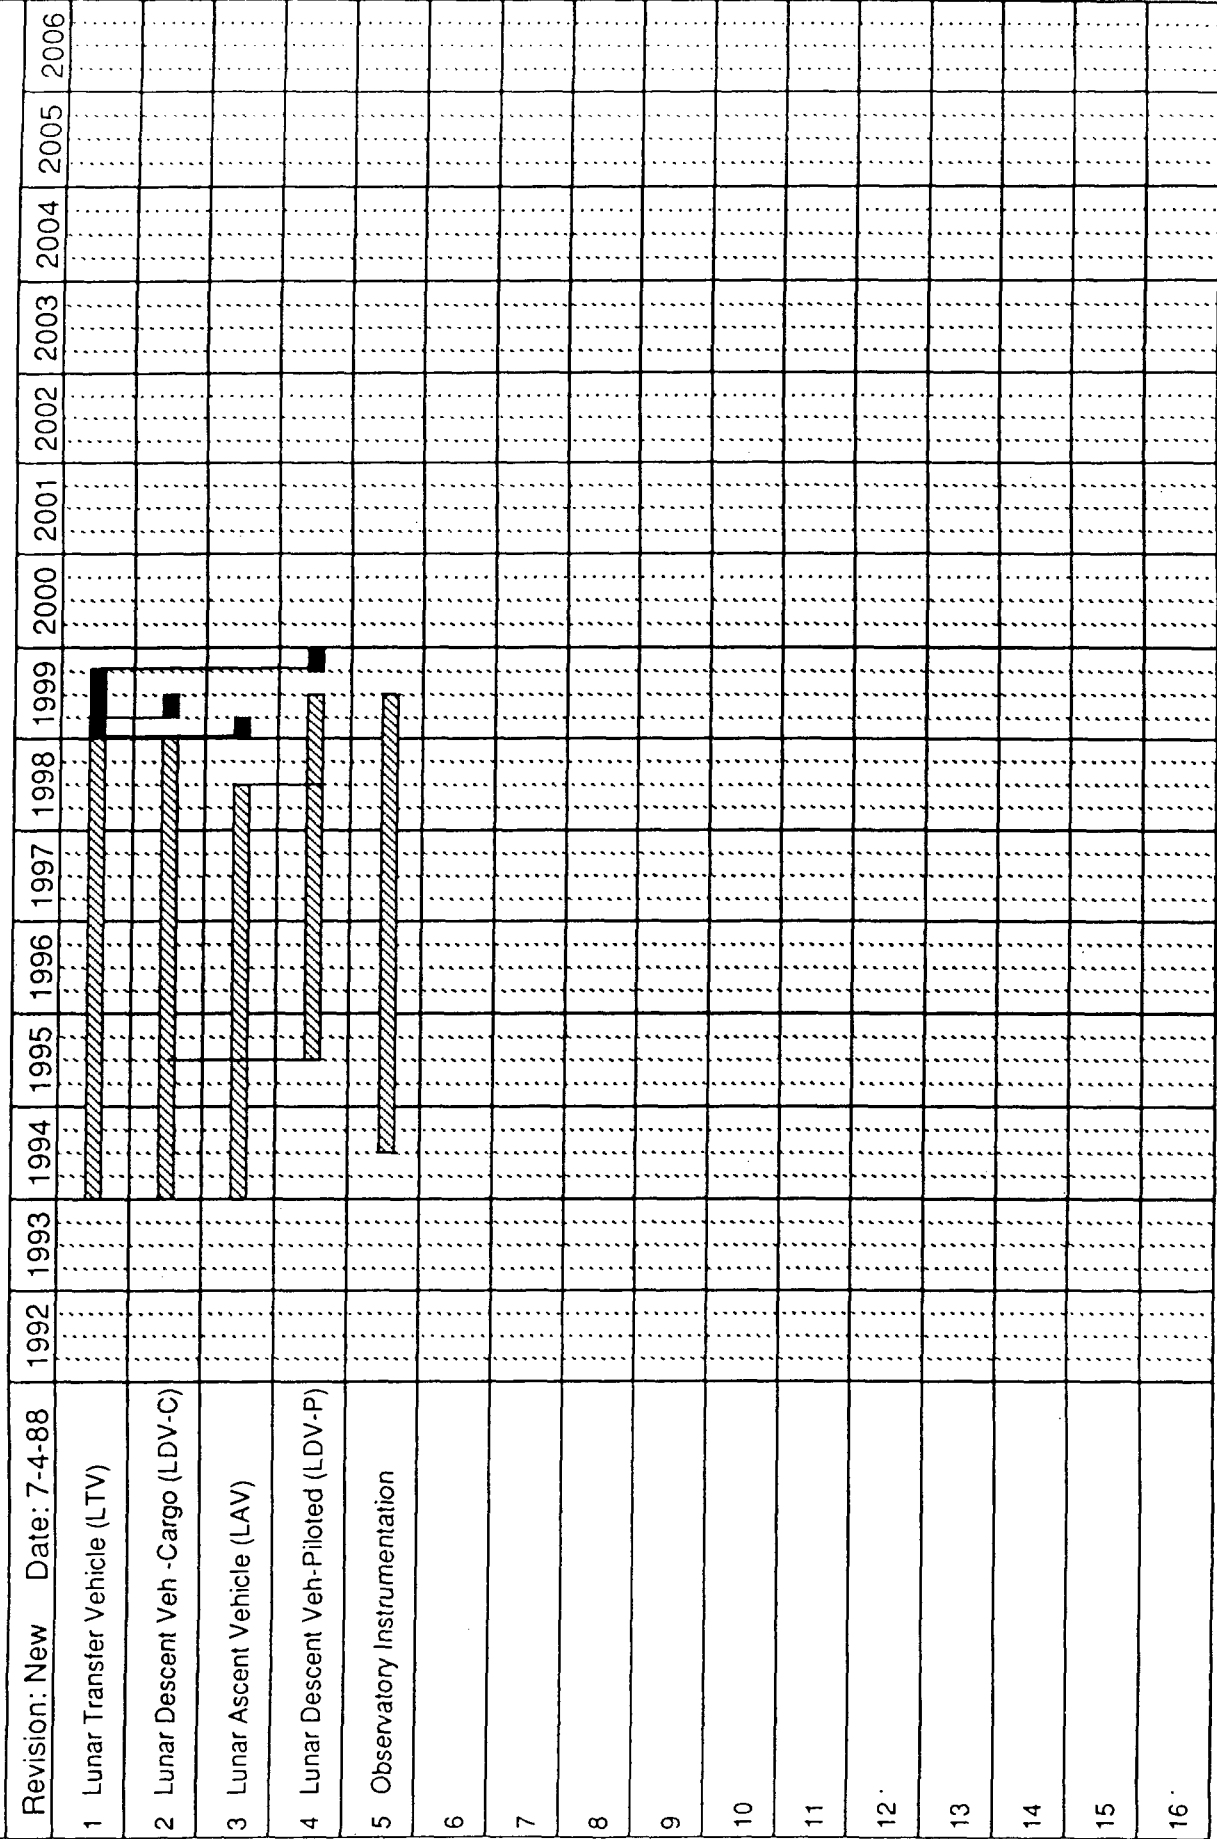 Revision: New Date: 7-4-88 1992 1993 1994 1995 1996 1997 1998 1999 2000 2001 2002 2003 2004 2005 2006
1 Lunar Transfer Vehicle (LTV)
2 Lunar Descent Veh -Cargo (LDV-C)
3 Lunar Ascent Vehicle (LAV)
4 Lunar Descent Veh-Piloted (LDV-P)
5 Observatory Instrumentation
6
7
8
9
10
11
12
13
14
15
16